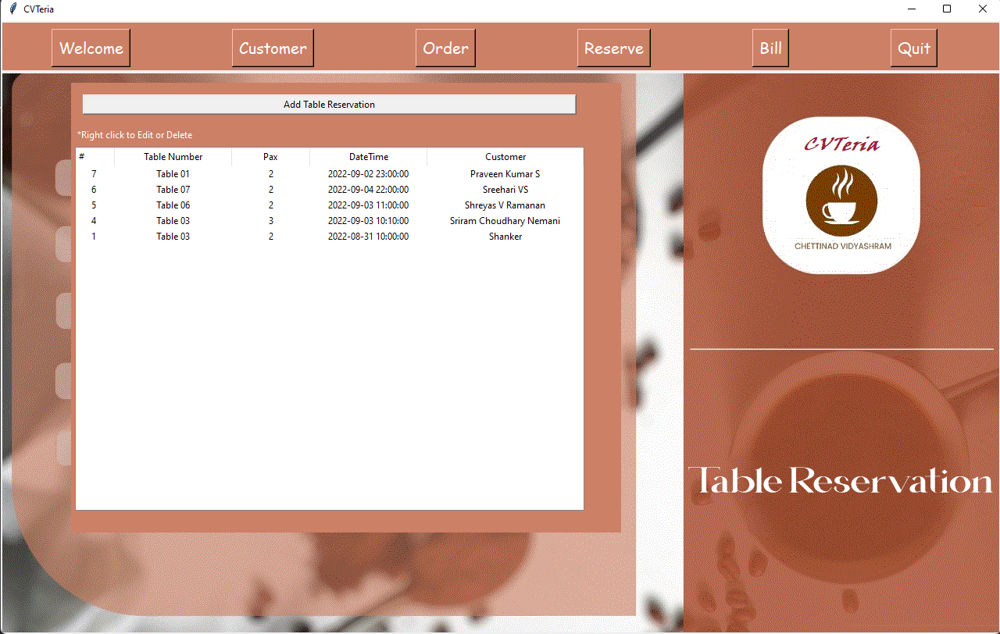 CVTeria
Welcome Customer Order Reserve Bill Quit
Add Table Reservation
*Right click to Edit or Delete
# Table Number Pax DateTime Customer
7 Table 01 2 2022-09-02 23:00:00 Praveen Kumar S
6 Table 07 2 2022-09-04 22:00:00 Sreehari VS
5 Table 06 2 2022-09-03 11:00:00 Shreyas V Ramanan
4 Table 03 3 2022-09-03 10:10:00 Sriram Choudhary Nemani
1 Table 03 2 2022-08-31 10:00:00 Shanker
CVTeria
CHETTINAD VIDYASHRAM
Table Reservation